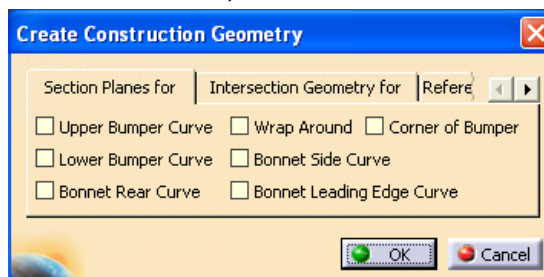 Create Construction Geometry
Section Planes for Intersection Geometry for Refere
Upper Bumper Curve Wrap Around Corner of Bumper
Lower Bumper Curve Bonnet Side Curve
Bonnet Rear Curve Bonnet Leading Edge Curve
OK Cancel